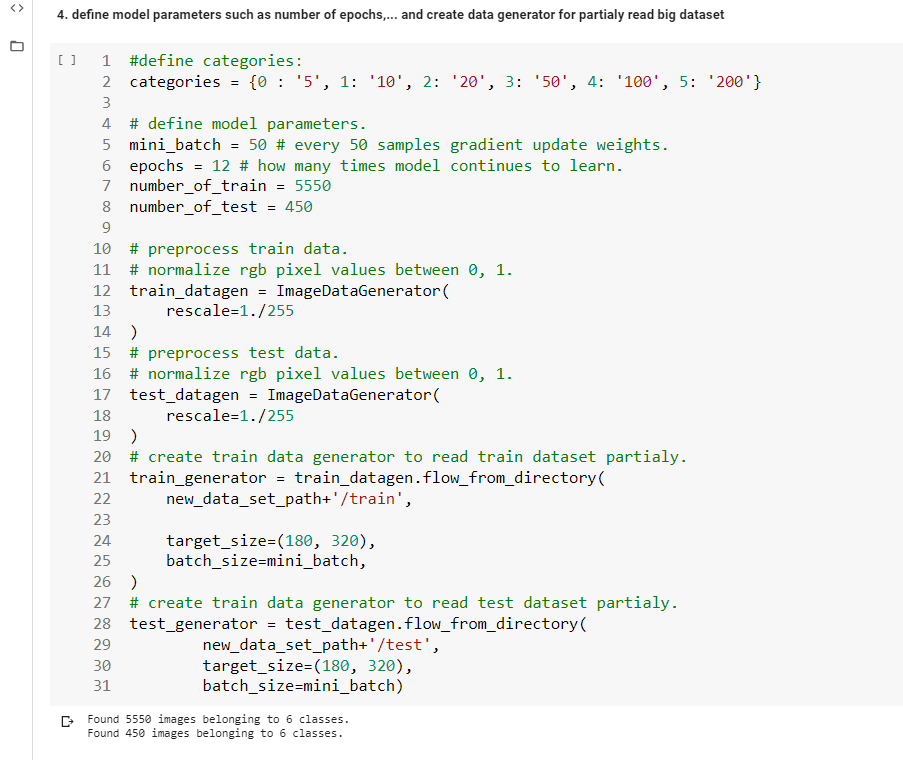 4. define model parameters such as number of epochs,... and create data generator for partialy read big dataset
[ ] 1 #define categories:
2 categories = {0 : '5', 1: '10', 2: '20', 3: '50', 4: '100', 5: '200'}
3
4 # define model parameters.
5 mini_batch = 50 # every 50 samples gradient update weights.
6 epochs = 12 # how many times model continues to learn.
7 number_of_train = 5550
8 number_of_test = 450
9
10 # preprocess train data.
11 # normalize rgb pixel values between 0, 1.
12 train_datagen = ImageDataGenerator(
13     rescale=1./255
14 )
15 # preprocess test data.
16 # normalize rgb pixel values between 0, 1.
17 test_datagen = ImageDataGenerator(
18     rescale=1./255
19 )
20 # create train data generator to read train dataset partialy.
21 train_generator = train_datagen.flow_from_directory(
22     new_data_set_path+'/train',
23
24     target_size=(180, 320),
25     batch_size=mini_batch,
26 )
27 # create train data generator to read test dataset partialy.
28 test_generator = test_datagen.flow_from_directory(
29         new_data_set_path+'/test',
30         target_size=(180, 320),
31         batch_size=mini_batch)
Found 5550 images belonging to 6 classes.
Found 450 images belonging to 6 classes.